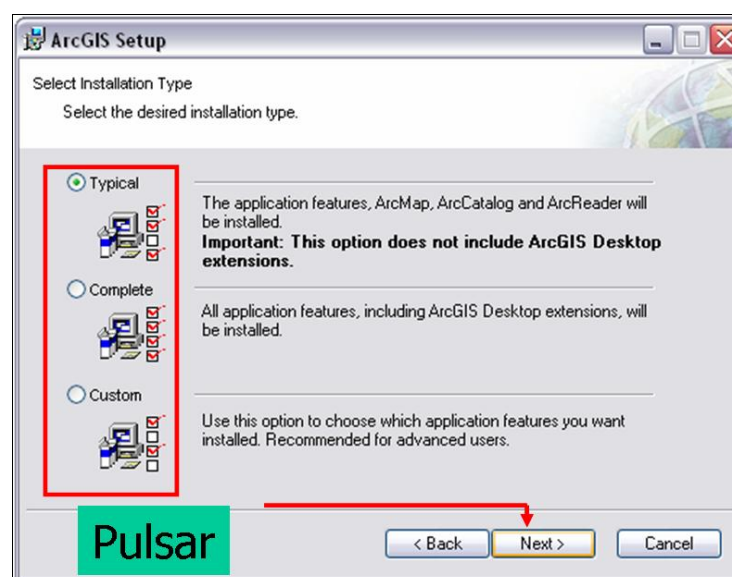 ArcGIS Setup
Select Installation Type
Select the desired installation type.
Typical
The application features, ArcMap, ArcCatalog and ArcReader will
be installed.
Important: This option does not include ArcGIS Desktop
extensions.
Complete
All application features, including ArcGIS Desktop extensions, will
be installed.
Custom
Use this option to choose which application features you want
installed. Recommended for advanced users.
Pulsar
< Back
Next >
Cancel